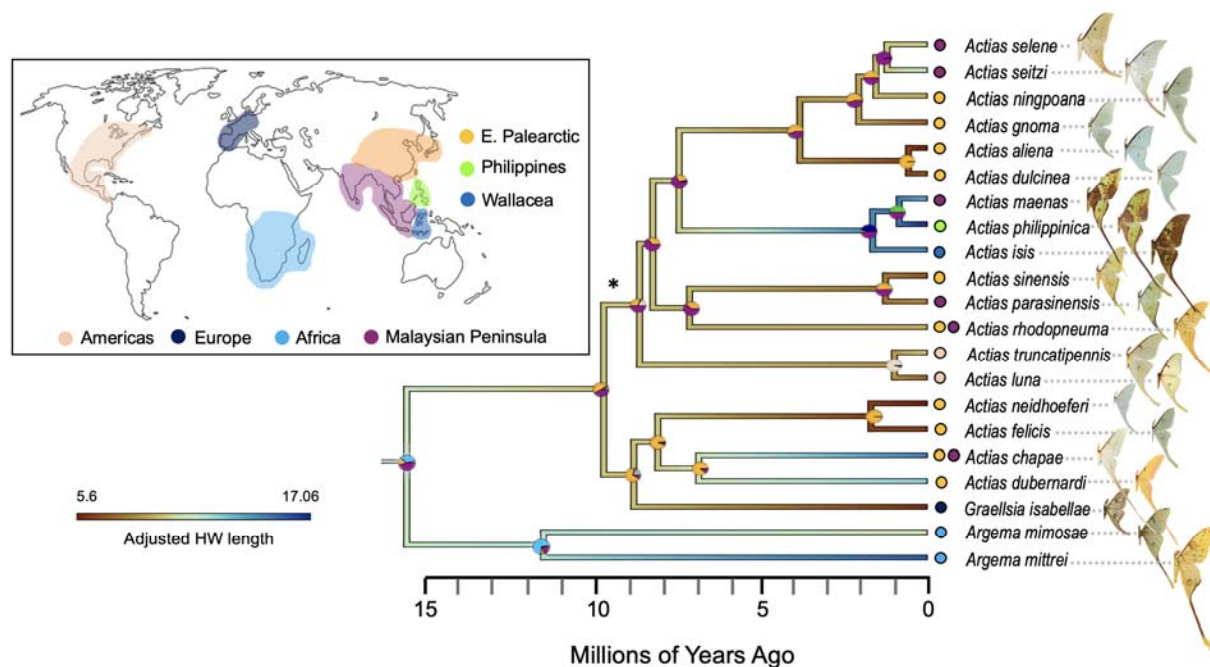 E. Palearctic
Philippines
Wallacea
Americas
Europe
Africa
Malaysian Peninsula
*
5.6
17.06
Adjusted HW length
Actias selene
Actias seitzi
Actias ningpoana
Actias gnoma
Actias aliena
Actias dulcinea
Actias maenas
Actias philippinica
Actias isis
Actias sinensis
Actias parasinensis
Actias rhodopneuma
Actias truncatipennis
Actias luna
Actias neidhoeferi
Actias felicis
Actias chapae
Actias dubernardi
Graellsia isabellae
Argema mimosae
Argema mittrei
15
10
5
0
Millions of Years Ago